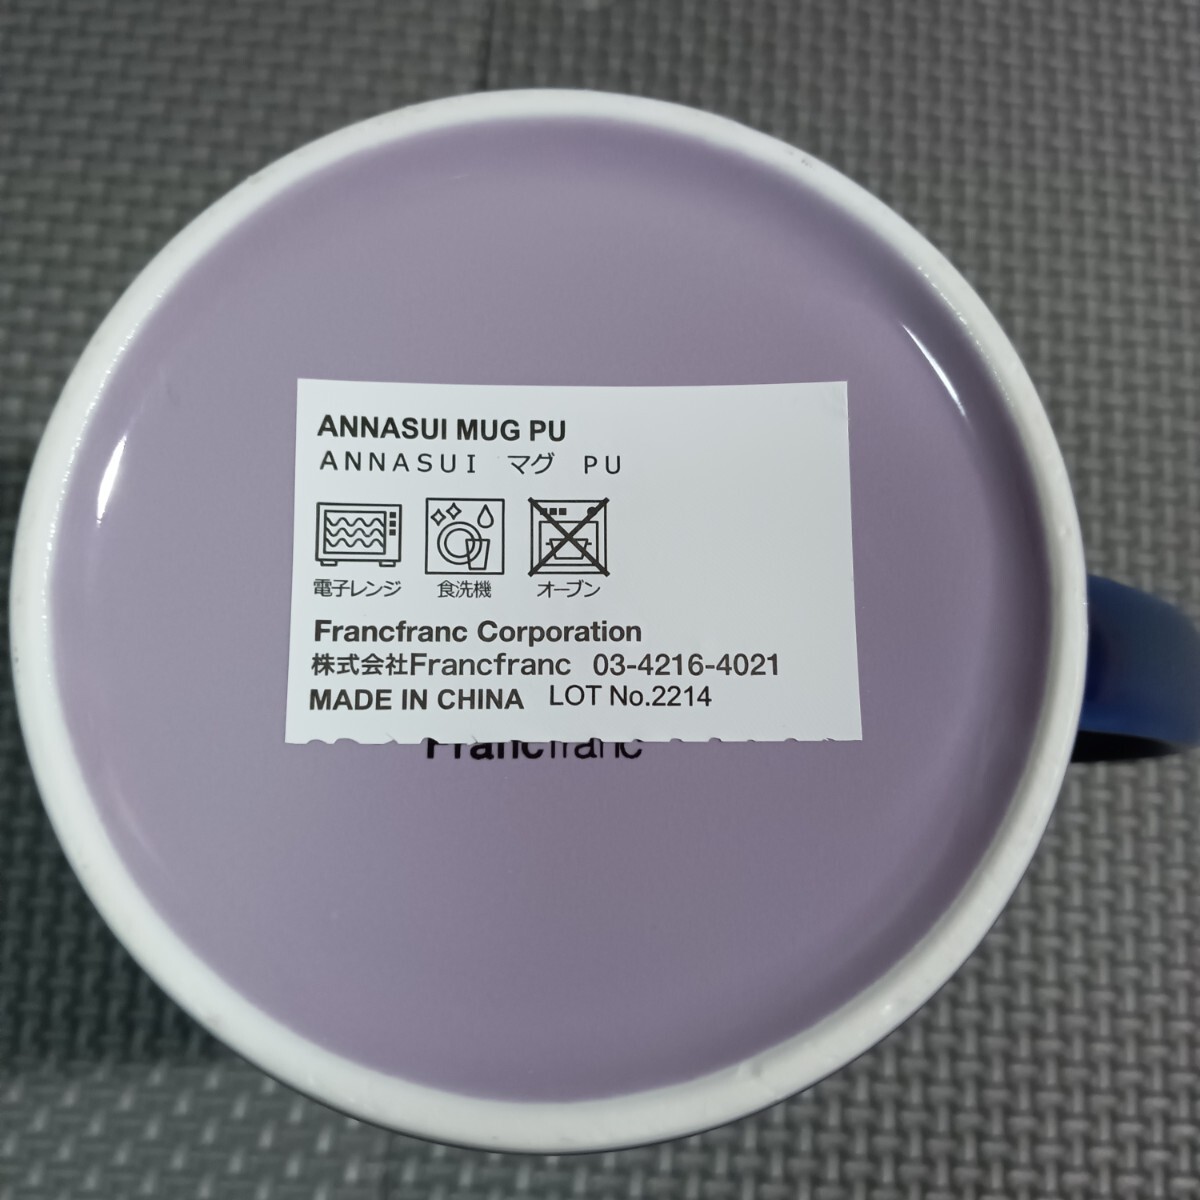 ANNASUI MUG PU
ＡＮＮＡＳＵＩ　マグ　ＰＵ
電子レンジ 食洗機 オーブン
Francfranc Corporation
株式会社Francfranc 03-4216-4021
MADE IN CHINA LOT No.2214
Francfranc